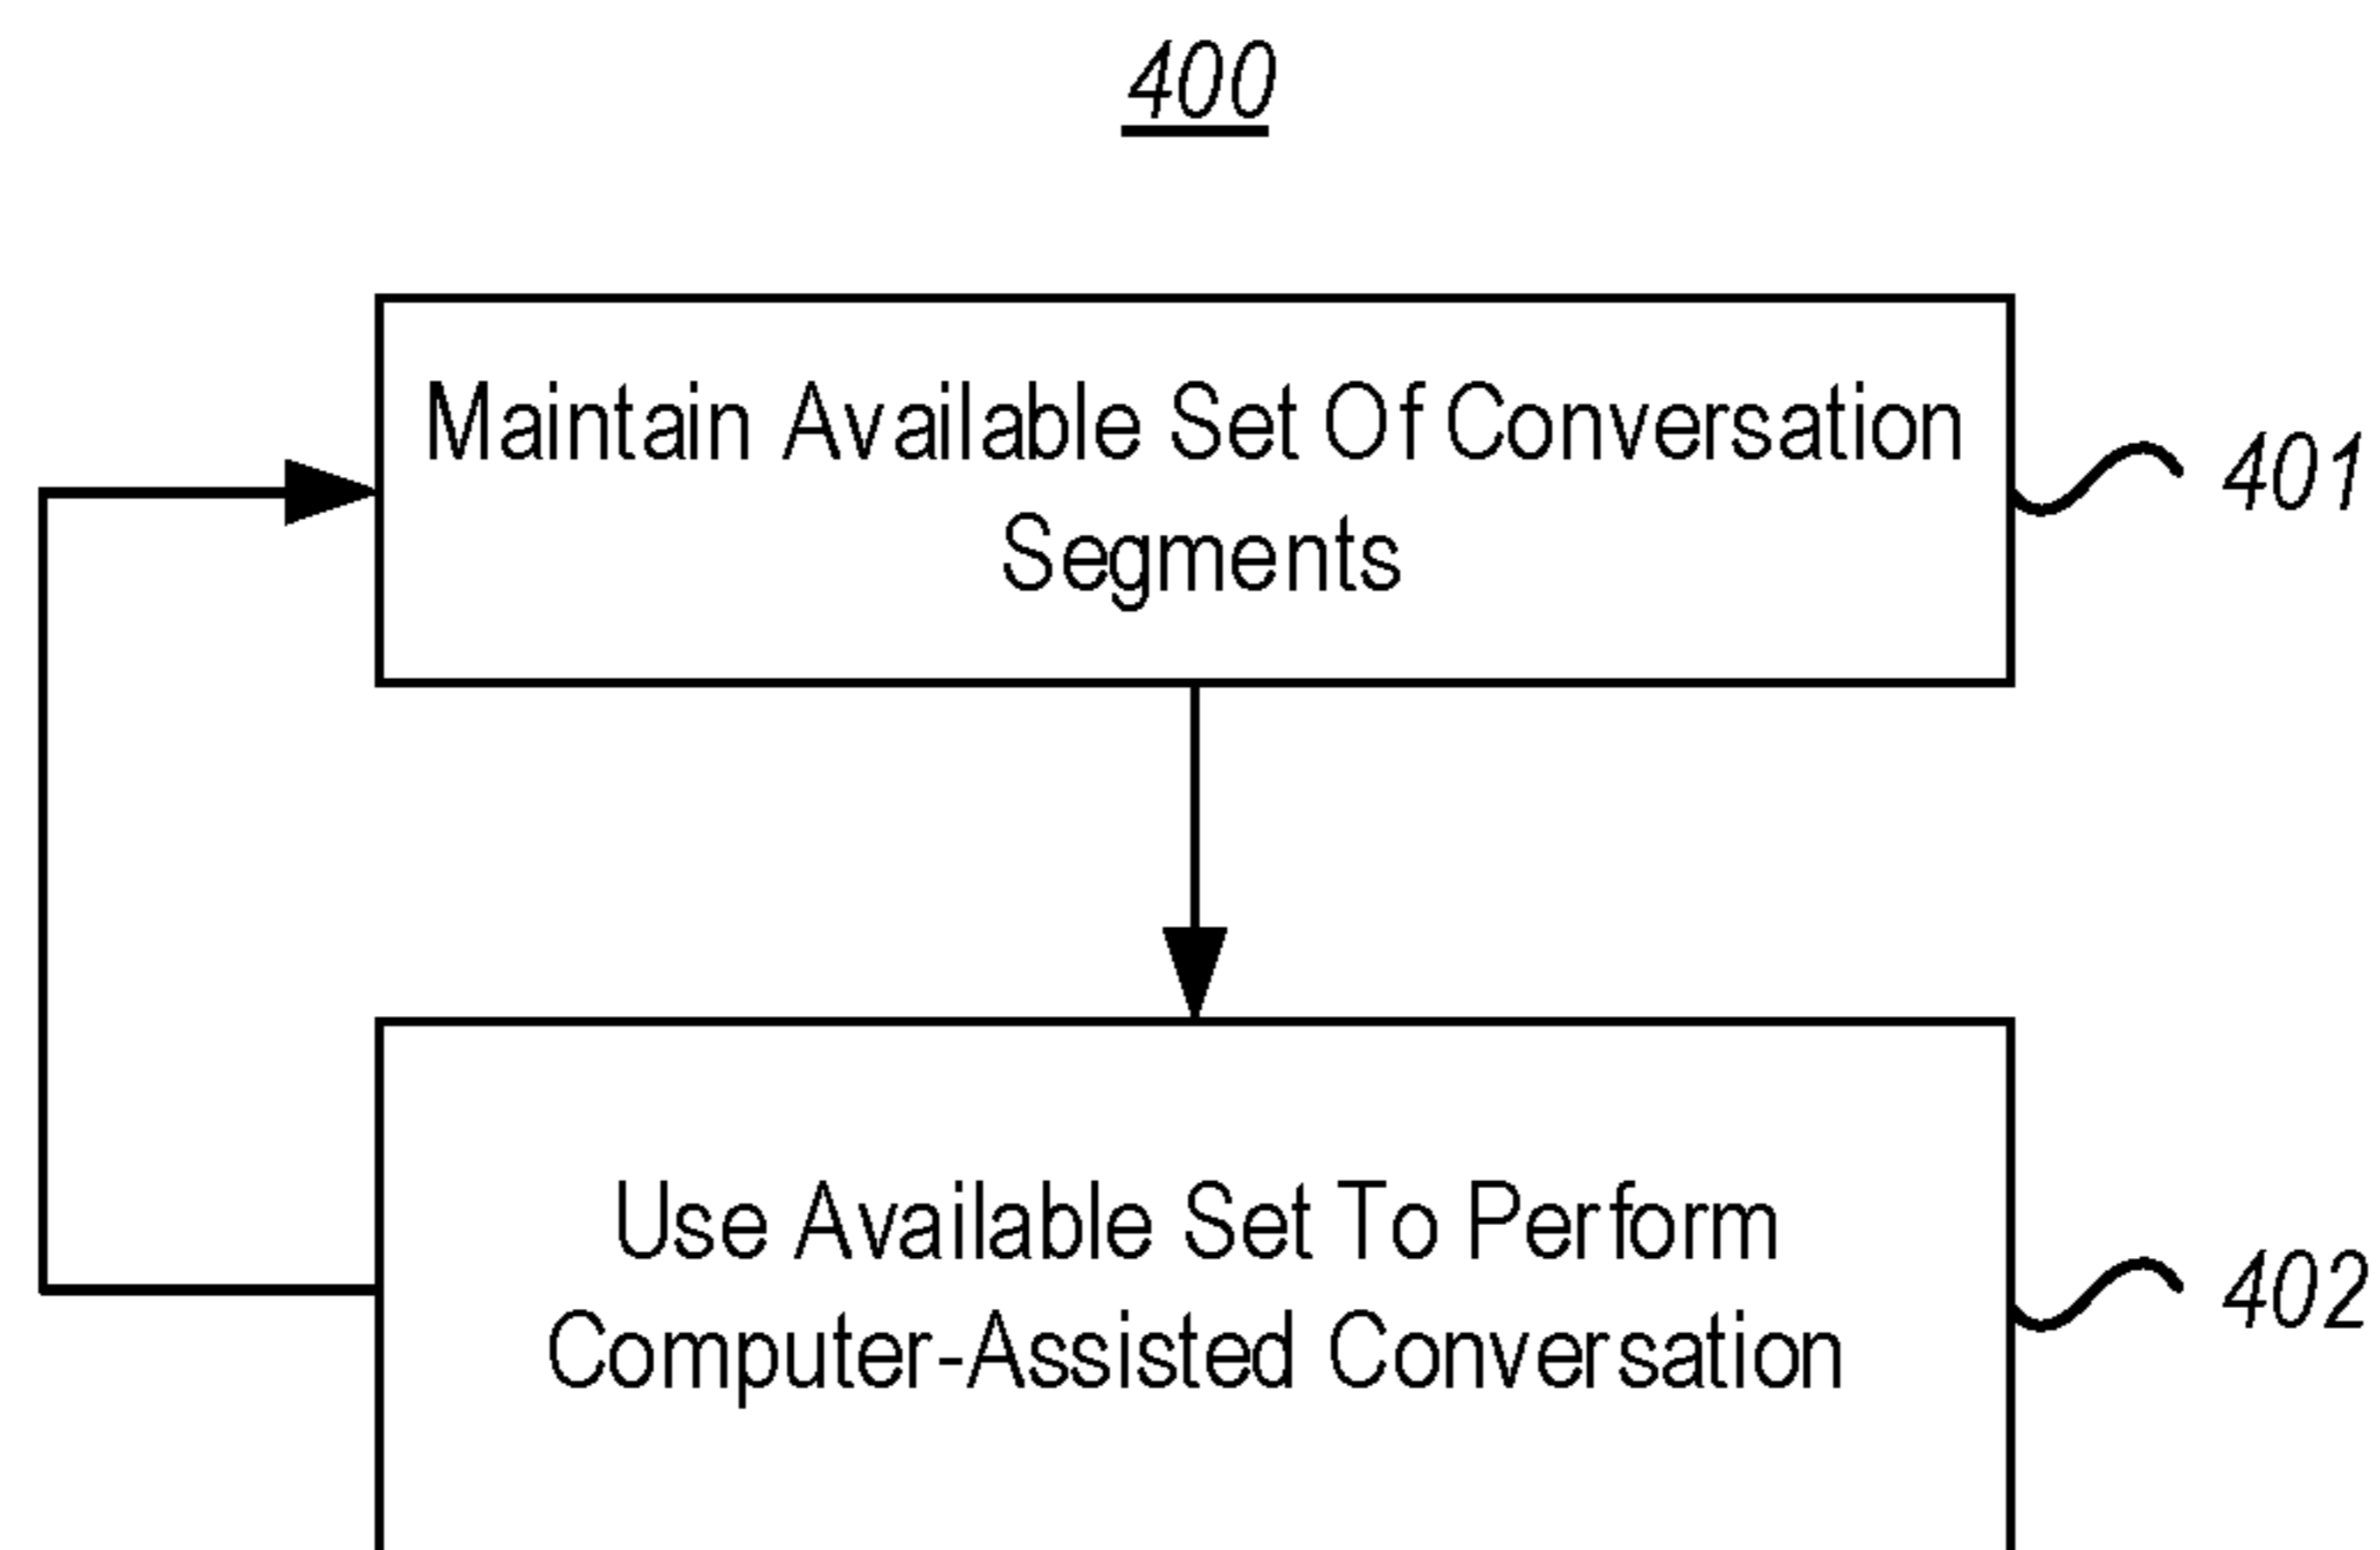 400
Maintain Available Set Of Conversation
Segments
401
Use Available Set To Perform
Computer-Assisted Conversation
402